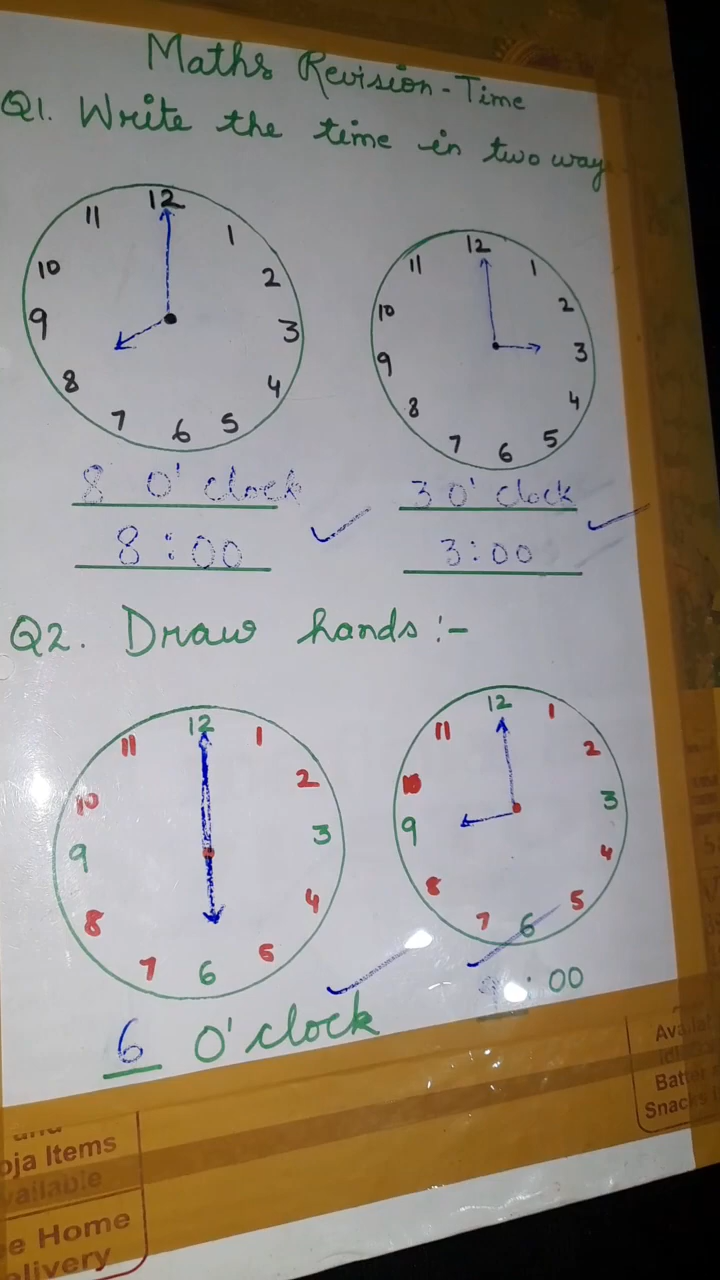 Maths Revision - Time
Q1. Write the time in two way
12
11 1
10 2
9 3
8 4
7 6 5
12
11 1
10 2
9 3
8 4
7 6 5
8 O'clock
3 O'clock
8:00
3:00
Q2. Draw hands :-
12
11 1
10 2
9 3
8 4
7 6 5
12
11 1
10 2
9 3
8 4
7 6 5
:00
6 O'clock
oja Items
vailable
e Home
elivery
Snacks